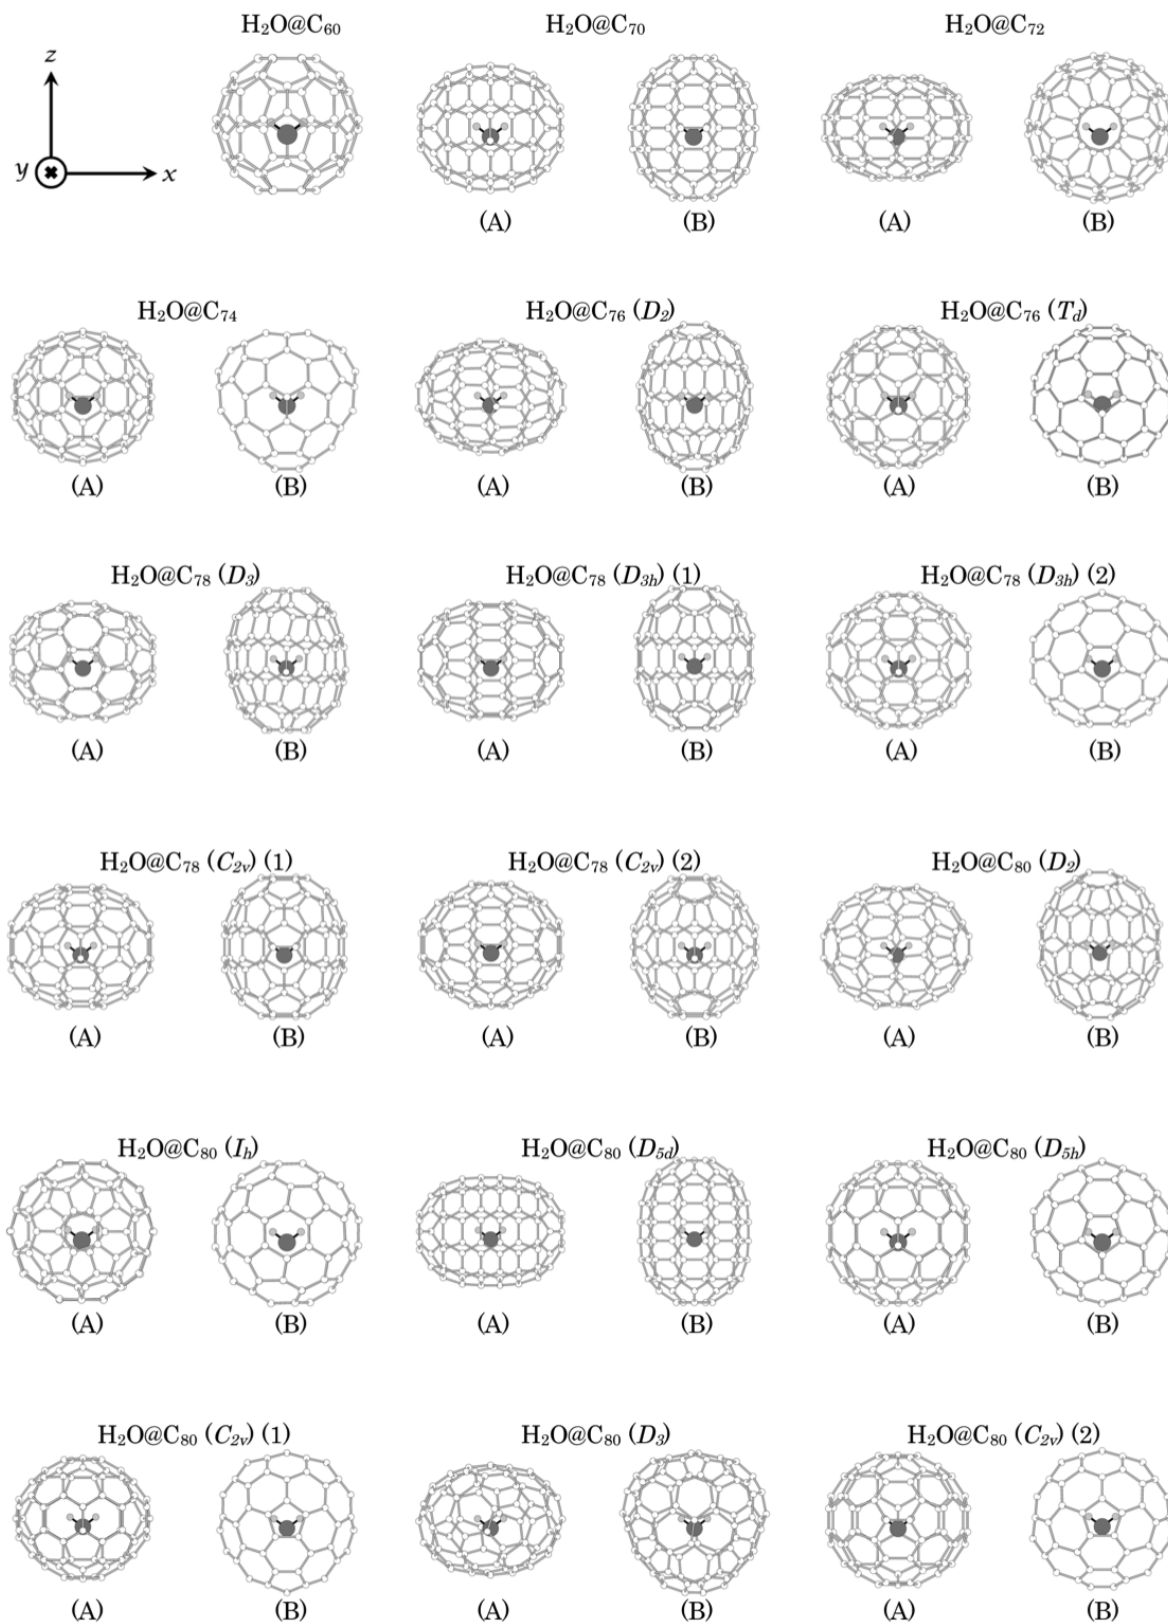 H₂O@C₆₀ H₂O@C₇₀ H₂O@C₇₂
z
y x
(A) (B) (A) (B)
H₂O@C₇₄ H₂O@C₇₆ (D₂) H₂O@C₇₆ (T_d)
(A) (B) (A) (B) (A) (B)
H₂O@C₇₈ (D₃) H₂O@C₇₈ (D₃ₕ) (1) H₂O@C₇₈ (D₃ₕ) (2)
(A) (B) (A) (B) (A) (B)
H₂O@C₇₈ (C₂ᵥ) (1) H₂O@C₇₈ (C₂ᵥ) (2) H₂O@C₈₀ (D₂)
(A) (B) (A) (B) (A) (B)
H₂O@C₈₀ (Iₕ) H₂O@C₈₀ (D₅d) H₂O@C₈₀ (D₅ₕ)
(A) (B) (A) (B) (A) (B)
H₂O@C₈₀ (C₂ᵥ) (1) H₂O@C₈₀ (D₃) H₂O@C₈₀ (C₂ᵥ) (2)
(A) (B) (A) (B) (A) (B)